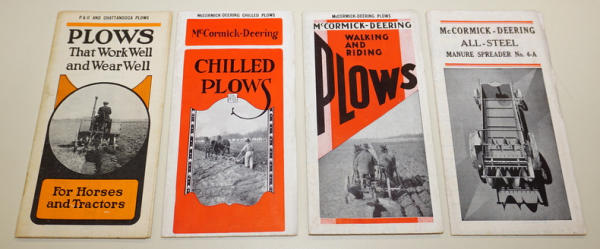 P&O AND CHATTANOOGA PLOWS
PLOWS
That Work Well
and Wear Well
For Horses
and Tractors
McCORMICK-DEERING CHILLED PLOWS
McCormick-Deering
CHILLED
PLOWS
McCORMICK-DEERING PLOWS
McCORMICK-DEERING
WALKING
AND
RIDING
PLOWS
McCORMICK-DEERING
ALL-STEEL
MANURE SPREADER No. 4-A